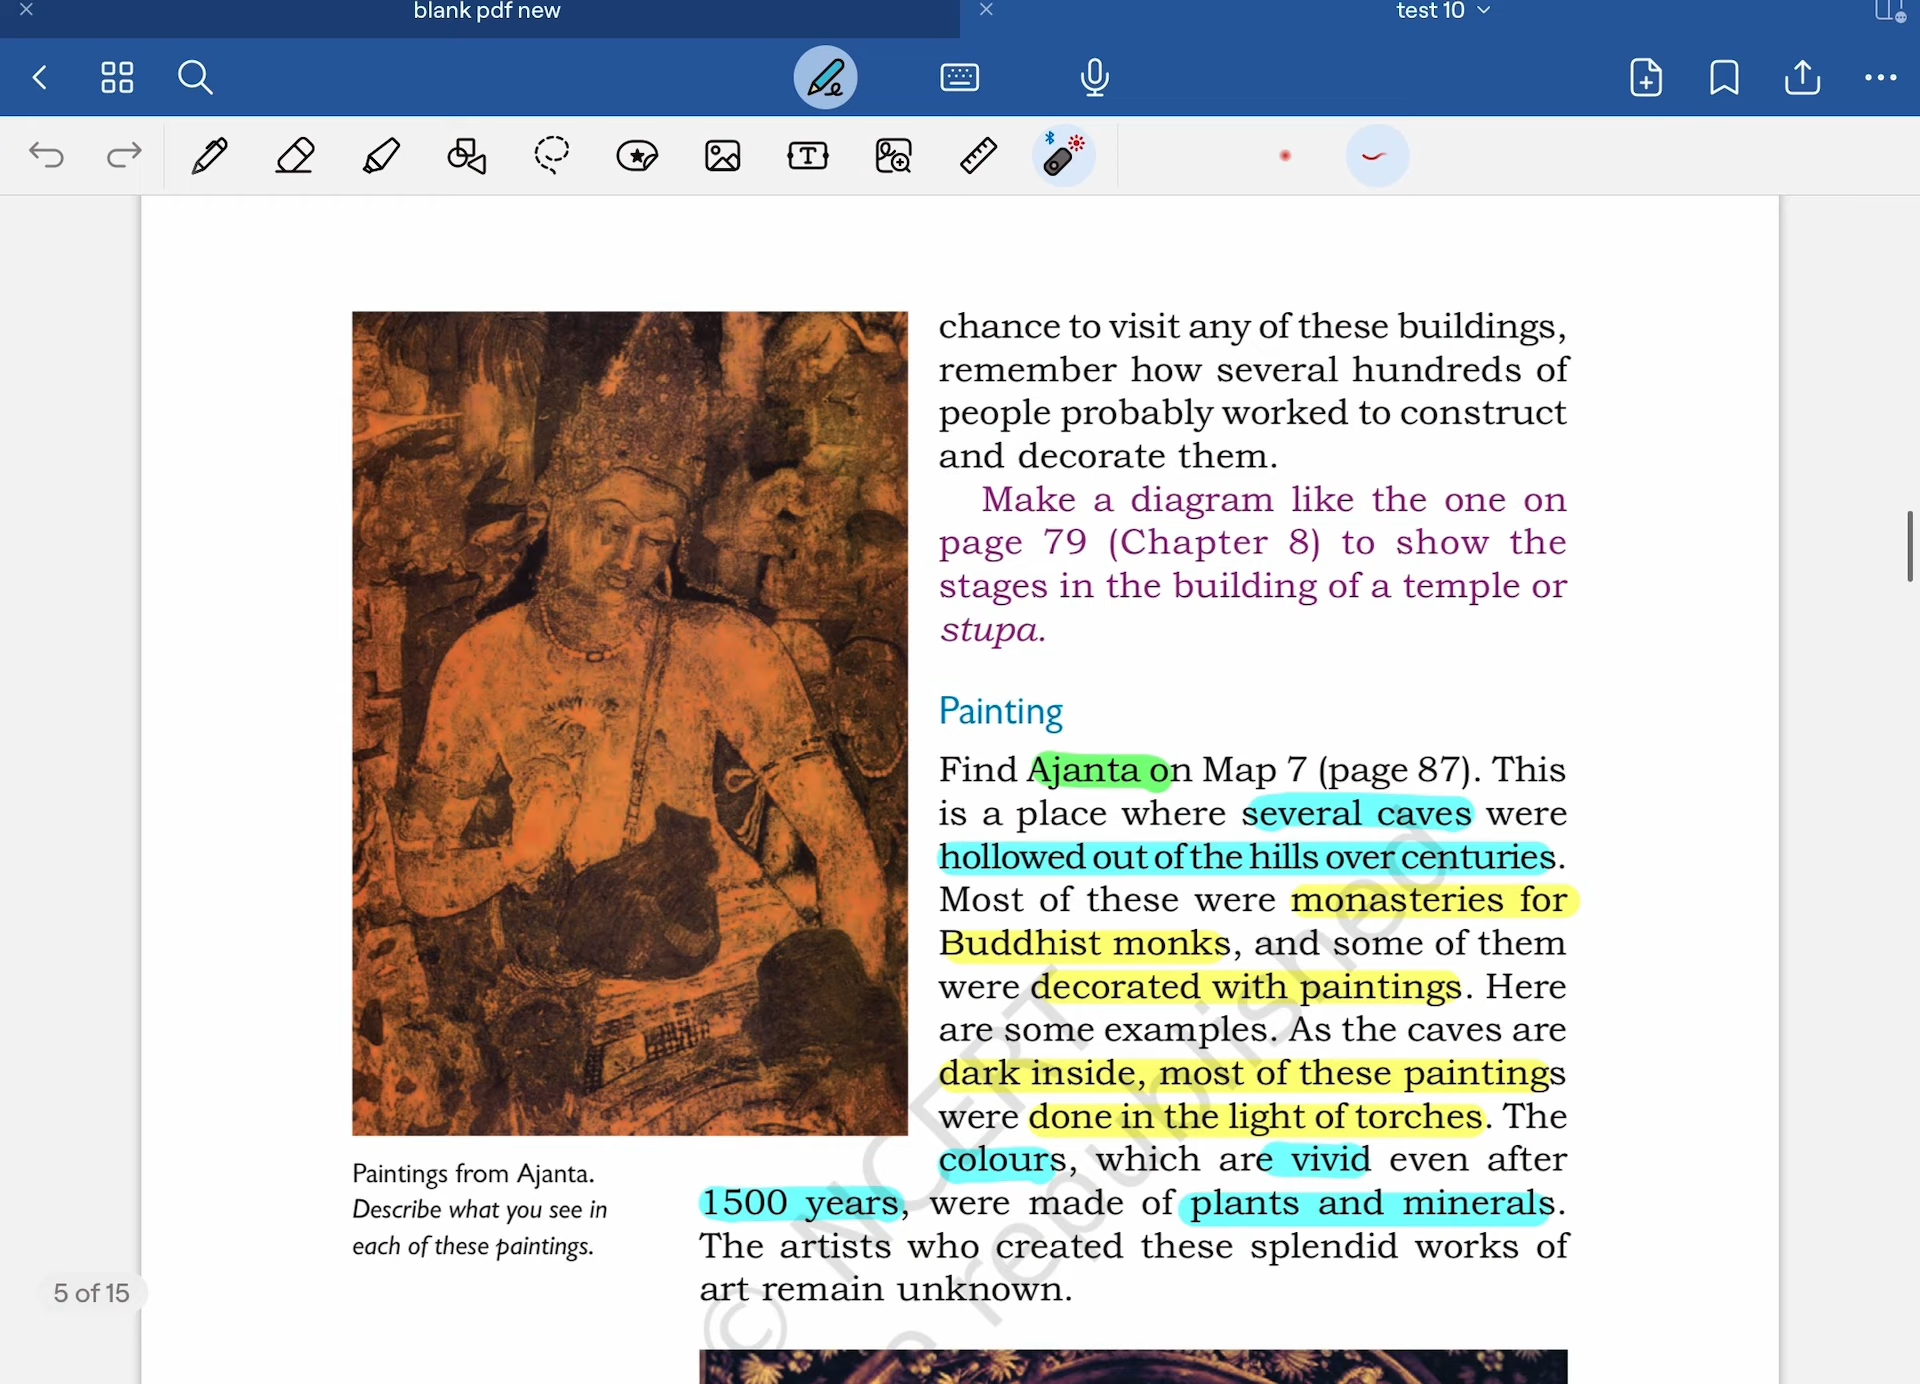 blank pdf new
test 10
chance to visit any of these buildings,
remember how several hundreds of
people probably worked to construct
and decorate them.
Make a diagram like the one on
page 79 (Chapter 8) to show the
stages in the building of a temple or
stupa.
Painting
Find Ajanta on Map 7 (page 87). This
is a place where several caves were
hollowed out of the hills over centuries.
Most of these were monasteries for
Buddhist monks, and some of them
were decorated with paintings. Here
are some examples. As the caves are
dark inside, most of these paintings
were done in the light of torches. The
colours, which are vivid even after
1500 years, were made of plants and minerals.
The artists who created these splendid works of
art remain unknown.
Paintings from Ajanta.
Describe what you see in
each of these paintings.
5 of 15
© NCERT
republished